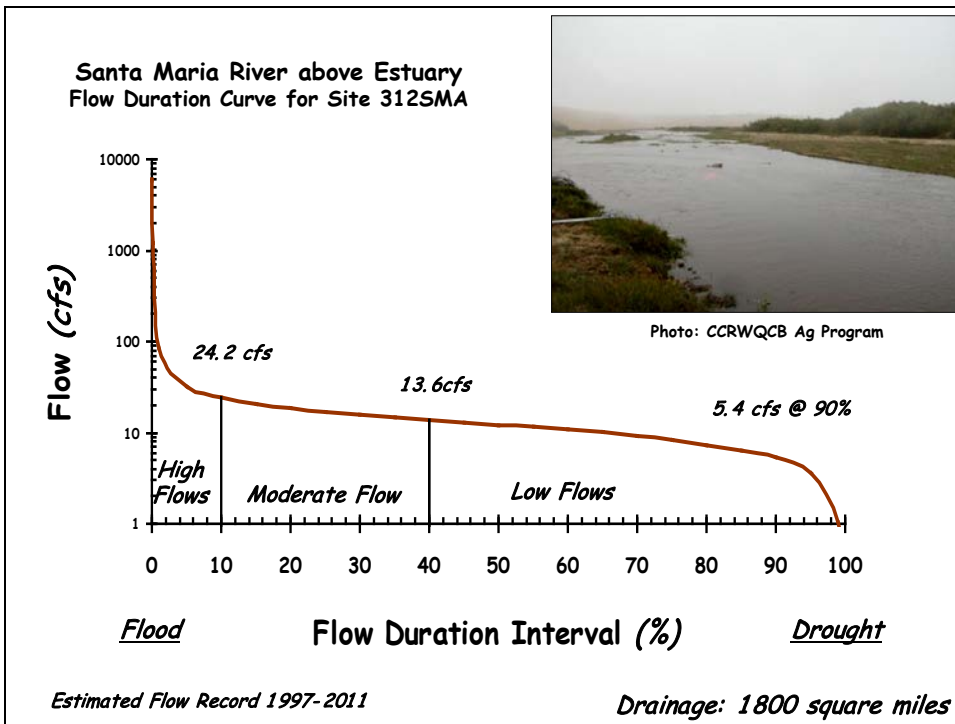 Santa Maria River above Estuary
Flow Duration Curve for Site 312SMA
Photo: CCRWQCB Ag Program
Flow (cfs)
10000
1000
100
10
1
24.2 cfs
13.6cfs
5.4 cfs @ 90%
High
Flows
Moderate Flow
Low Flows
0 10 20 30 40 50 60 70 80 90 100
Flood
Flow Duration Interval (%)
Drought
Estimated Flow Record 1997-2011
Drainage: 1800 square miles